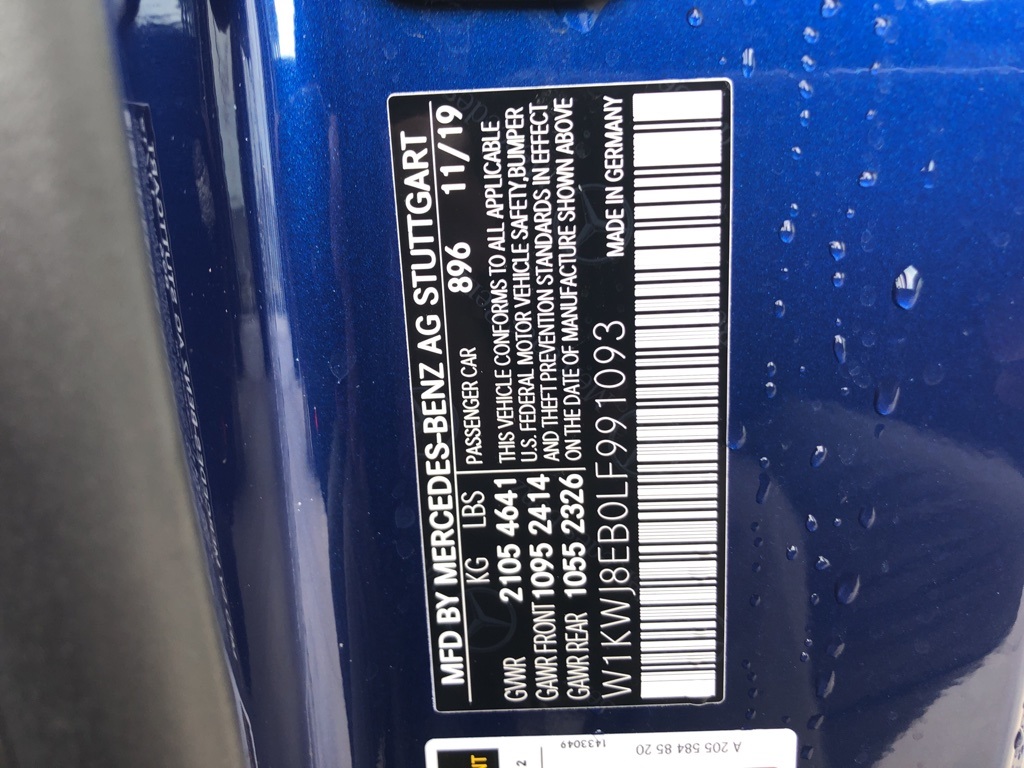 MFD BY MERCEDES-BENZ AG STUTTGART
KG LBS PASSENGER CAR 896 11/19
GVWR 2105 4641
GAWR FRONT 1095 2414
GAWR REAR 1055 2326
THIS VEHICLE CONFORMS TO ALL APPLICABLE
U.S. FEDERAL MOTOR VEHICLE SAFETY,BUMPER
AND THEFT PREVENTION STANDARDS IN EFFECT
ON THE DATE OF MANUFACTURE SHOWN ABOVE
W1KWJ8EB0LF991093 MADE IN GERMANY
A 205 584 85 20
1433049
2